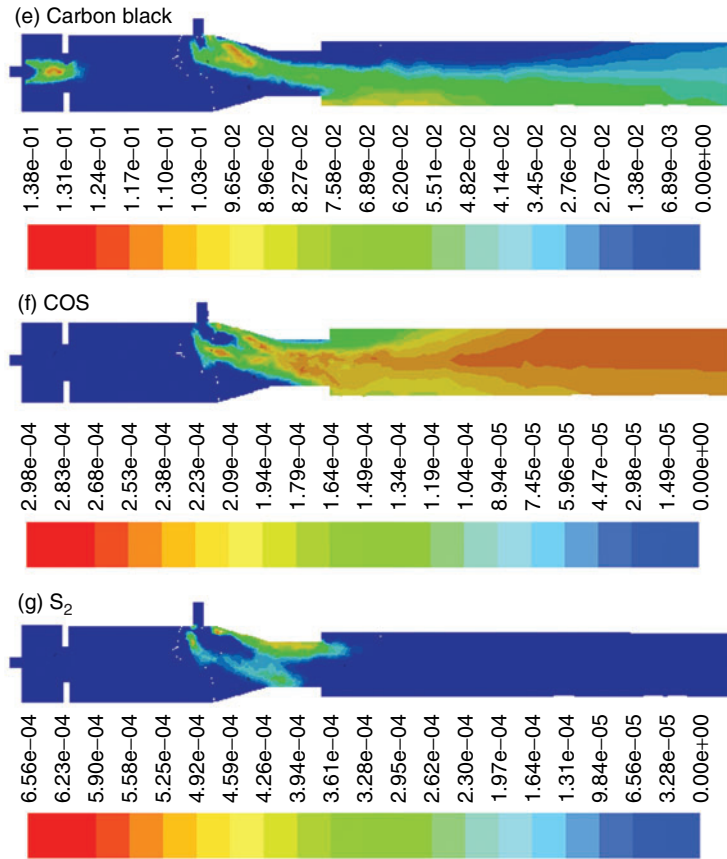 (e) Carbon black
1.38e−01
1.31e−01
1.24e−01
1.17e−01
1.10e−01
1.03e−01
9.65e−02
8.96e−02
8.27e−02
7.58e−02
6.89e−02
6.20e−02
5.51e−02
4.82e−02
4.14e−02
3.45e−02
2.76e−02
2.07e−02
1.38e−02
6.89e−03
0.00e+00
(f) COS
2.98e−04
2.83e−04
2.68e−04
2.53e−04
2.38e−04
2.23e−04
2.09e−04
1.94e−04
1.79e−04
1.64e−04
1.49e−04
1.34e−04
1.19e−04
1.04e−04
8.94e−05
7.45e−05
5.96e−05
4.47e−05
2.98e−05
1.49e−05
0.00e+00
(g) S₂
6.56e−04
6.23e−04
5.90e−04
5.58e−04
5.25e−04
4.92e−04
4.59e−04
4.26e−04
3.94e−04
3.61e−04
3.28e−04
2.95e−04
2.62e−04
2.30e−04
1.97e−04
1.64e−04
1.31e−04
9.84e−05
6.56e−05
3.28e−05
0.00e+00